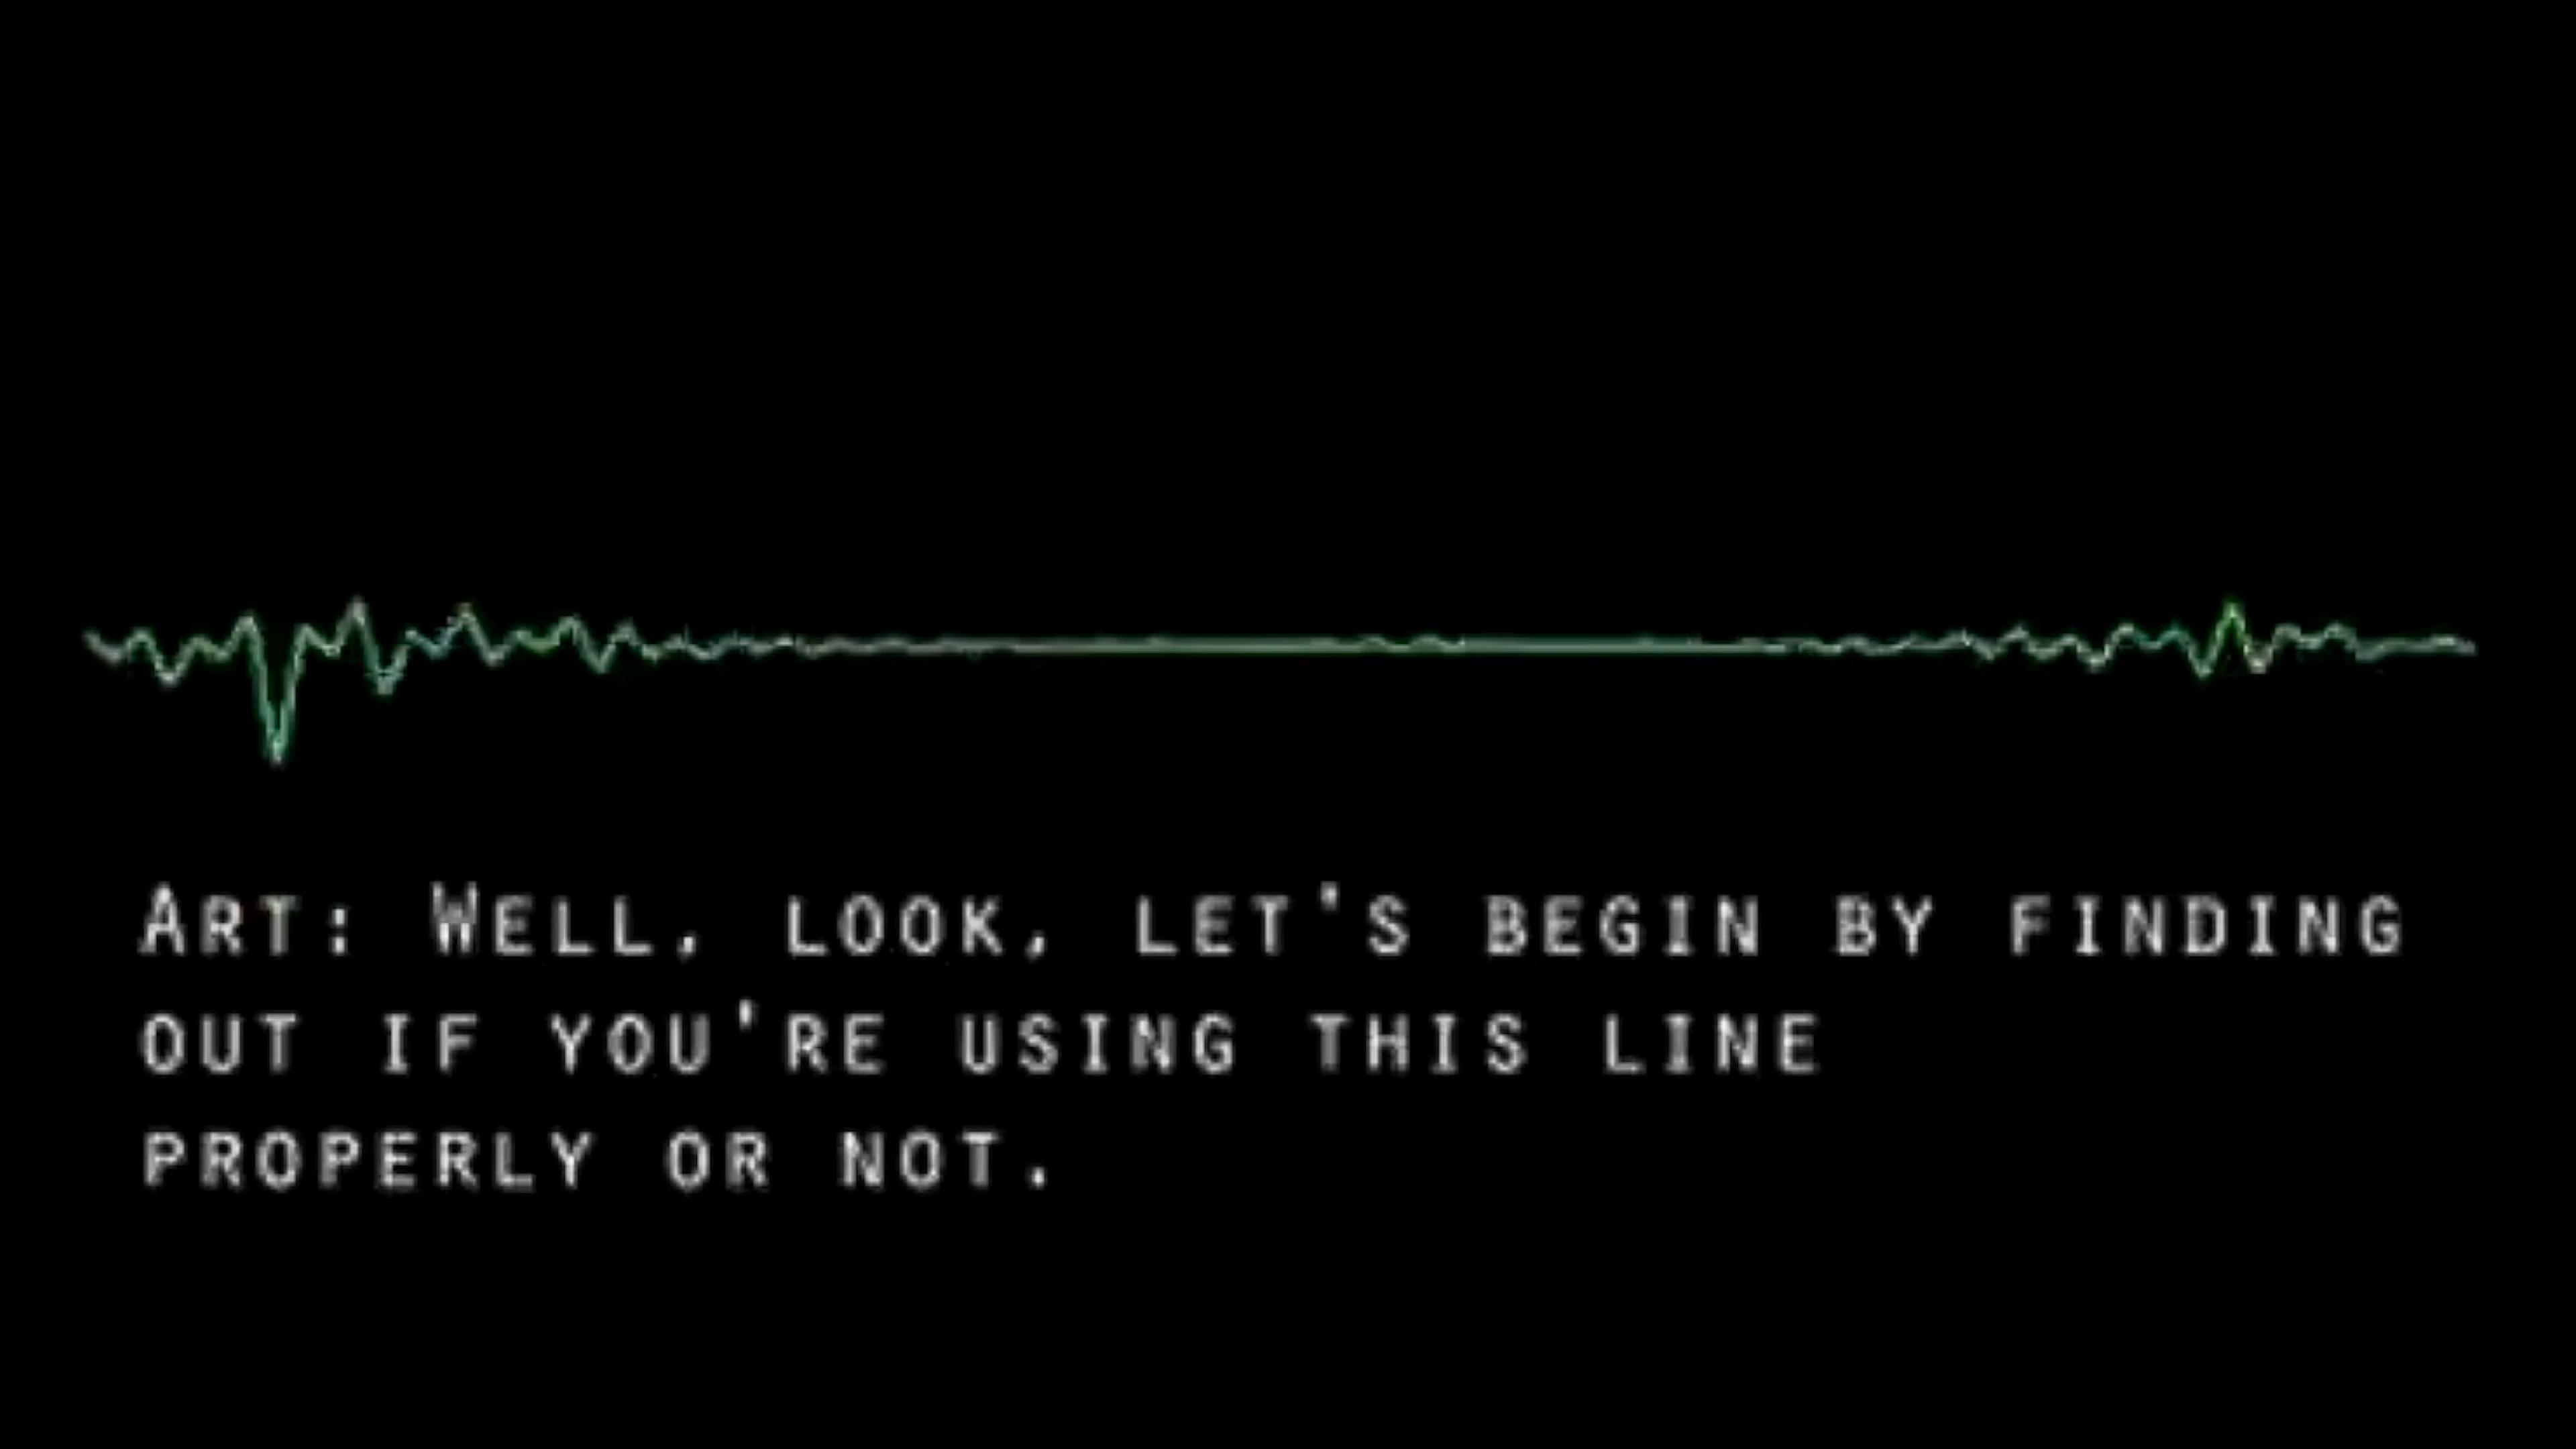 Art: Well, look, let's begin by finding
out if you're using this line
properly or not.